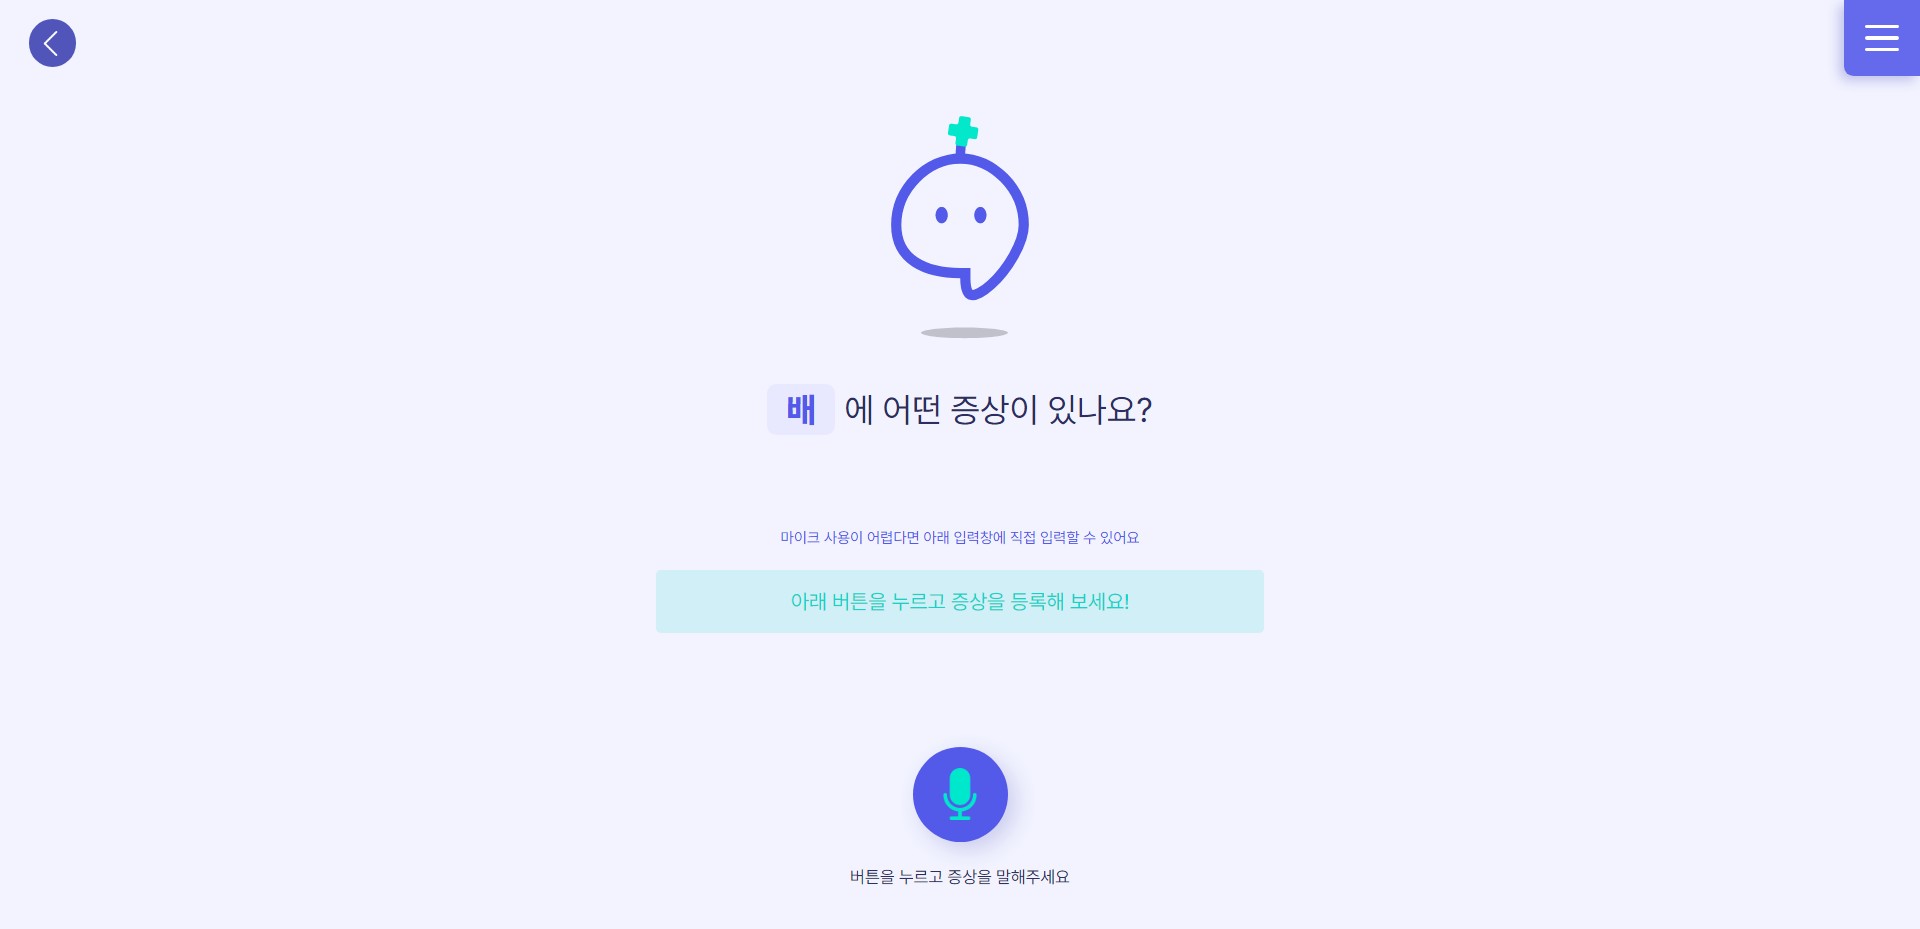 배 에 어떤 증상이 있나요?
마이크 사용이 어렵다면 아래 입력창에 직접 입력할 수 있어요
아래 버튼을 누르고 증상을 등록해 보세요!
버튼을 누르고 증상을 말해주세요